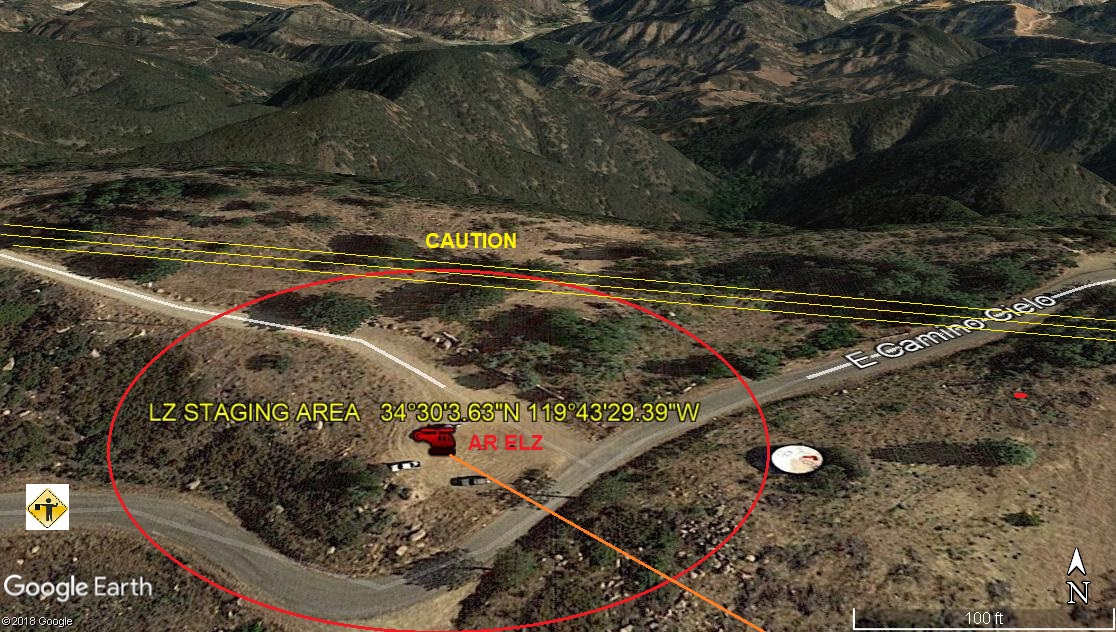 CAUTION
E Camino Cielo
LZ STAGING AREA 34°30'3.63"N 119°43'29.39"W
AR ELZ
Google Earth
N
100 ft
©2018 Google